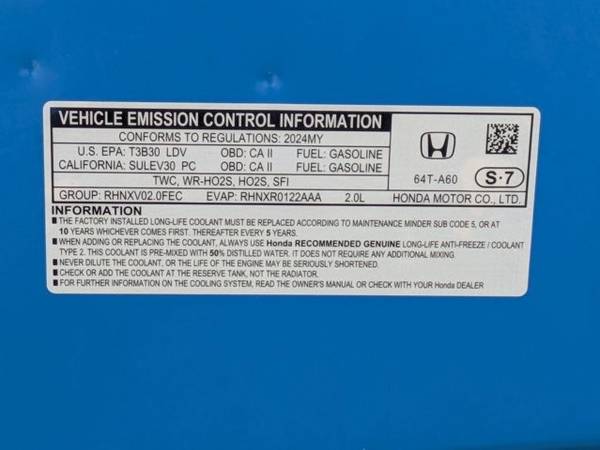 VEHICLE EMISSION CONTROL INFORMATION
CONFORMS TO REGULATIONS: 2024MY
U.S. EPA: T3B30 LDV OBD: CA II FUEL: GASOLINE
CALIFORNIA: SULEV30 PC OBD: CA II FUEL: GASOLINE
TWC, WR-HO2S, HO2S, SFI
64T-A60 S·7
GROUP: RHNXV02.0FEC EVAP: RHNXR0122AAA 2.0L HONDA MOTOR CO., LTD.
INFORMATION
■ THE FACTORY INSTALLED LONG-LIFE COOLANT MUST BE REPLACED ACCORDING TO MAINTENANCE MINDER SUB CODE 5, OR AT
10 YEARS WHICHEVER COMES FIRST. THEREAFTER EVERY 5 YEARS.
■WHEN ADDING OR REPLACING THE COOLANT, ALWAYS USE Honda RECOMMENDED GENUINE LONG-LIFE ANTI-FREEZE / COOLANT
TYPE 2. THIS COOLANT IS PRE-MIXED WITH 50% DISTILLED WATER. IT DOES NOT REQUIRE ANY ADDITIONAL MIXING.
■NEVER DILUTE THE COOLANT, OR THE LIFE OF THE ENGINE MAY BE SERIOUSLY SHORTENED.
■ CHECK OR ADD THE COOLANT AT THE RESERVE TANK, NOT THE RADIATOR.
■FOR FURTHER INFORMATION ON THE COOLING SYSTEM, READ THE OWNER'S MANUAL OR CHECK WITH YOUR Honda DEALER